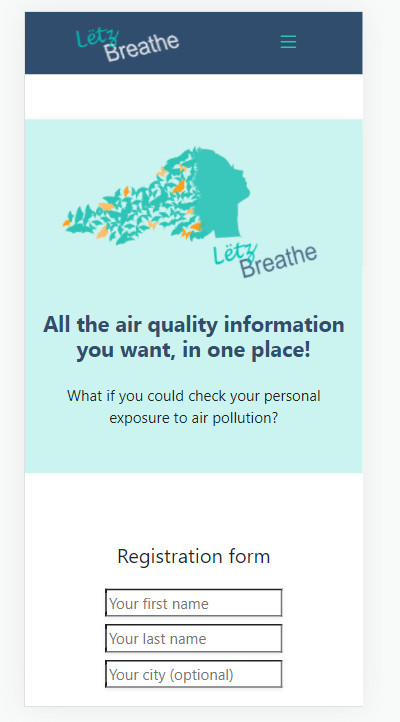 Lëtz
Breathe
Lëtz
Breathe
All the air quality information
you want, in one place!
What if you could check your personal
exposure to air pollution?
Registration form
Your first name
Your last name
Your city (optional)